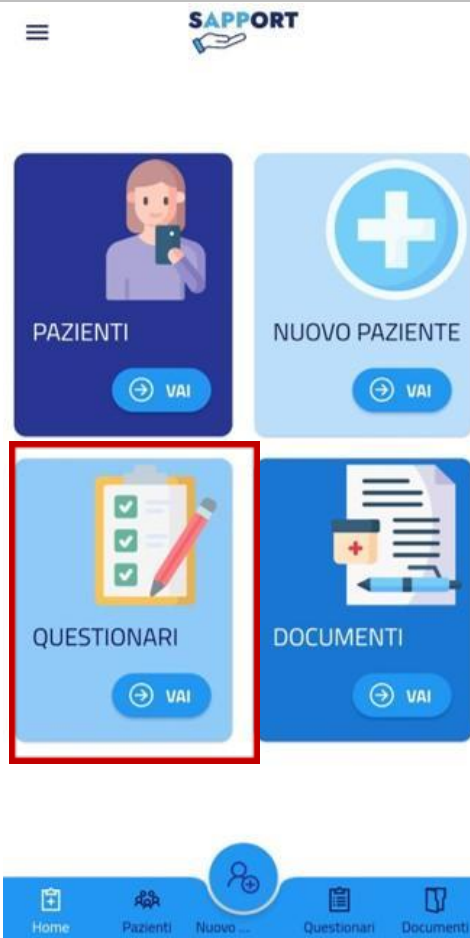 SAPPORT
PAZIENTI
VAI
NUOVO PAZIENTE
VAI
QUESTIONARI
VAI
DOCUMENTI
VAI
Home
Pazienti
Nuovo ...
Questionari
Documenti